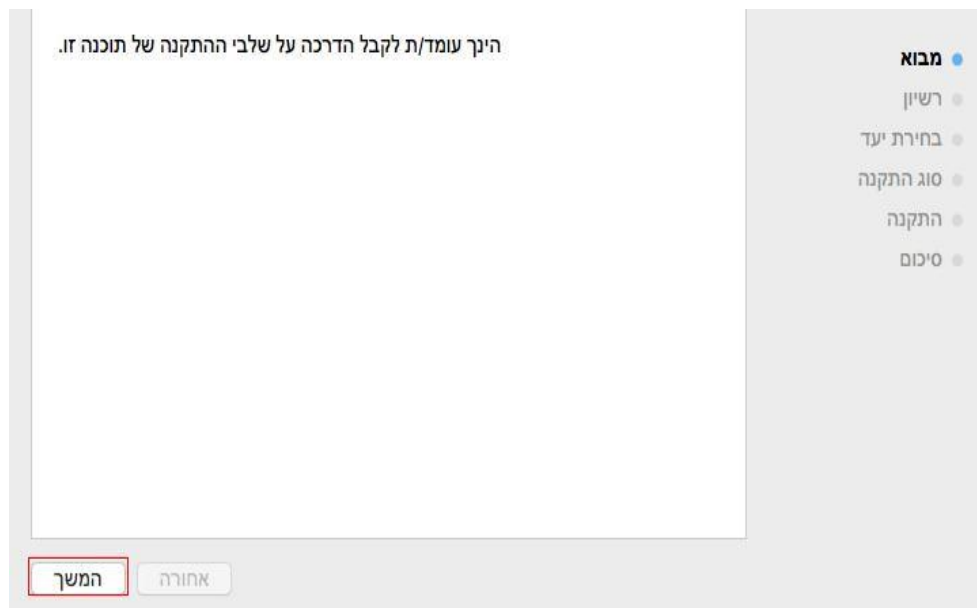 הינך עומד/ת לקבל הדרכה על שלבי ההתקנה של תוכנה זו.
מבוא
רשיון
בחירת יעד
סוג התקנה
התקנה
סיכום
אחורה
המשך